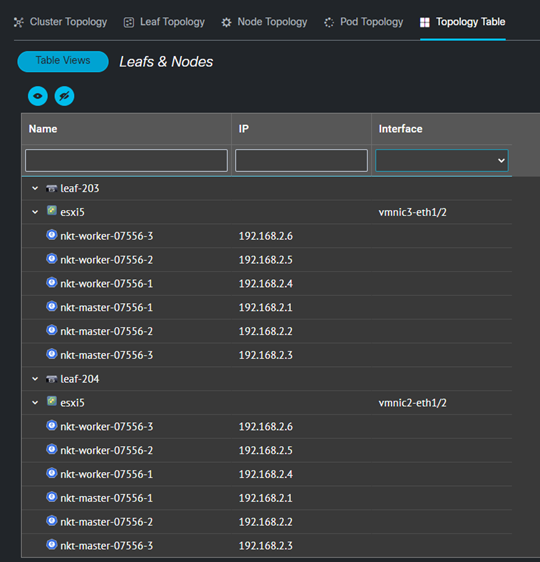 Cluster Topology Leaf Topology Node Topology Pod Topology Topology Table
Table Views Leafs & Nodes
Name IP Interface
leaf-203
esxi5 vmnic3-eth1/2
nkt-worker-07556-3 192.168.2.6
nkt-worker-07556-2 192.168.2.5
nkt-worker-07556-1 192.168.2.4
nkt-master-07556-1 192.168.2.1
nkt-master-07556-2 192.168.2.2
nkt-master-07556-3 192.168.2.3
leaf-204
esxi5 vmnic2-eth1/2
nkt-worker-07556-3 192.168.2.6
nkt-worker-07556-2 192.168.2.5
nkt-worker-07556-1 192.168.2.4
nkt-master-07556-1 192.168.2.1
nkt-master-07556-2 192.168.2.2
nkt-master-07556-3 192.168.2.3